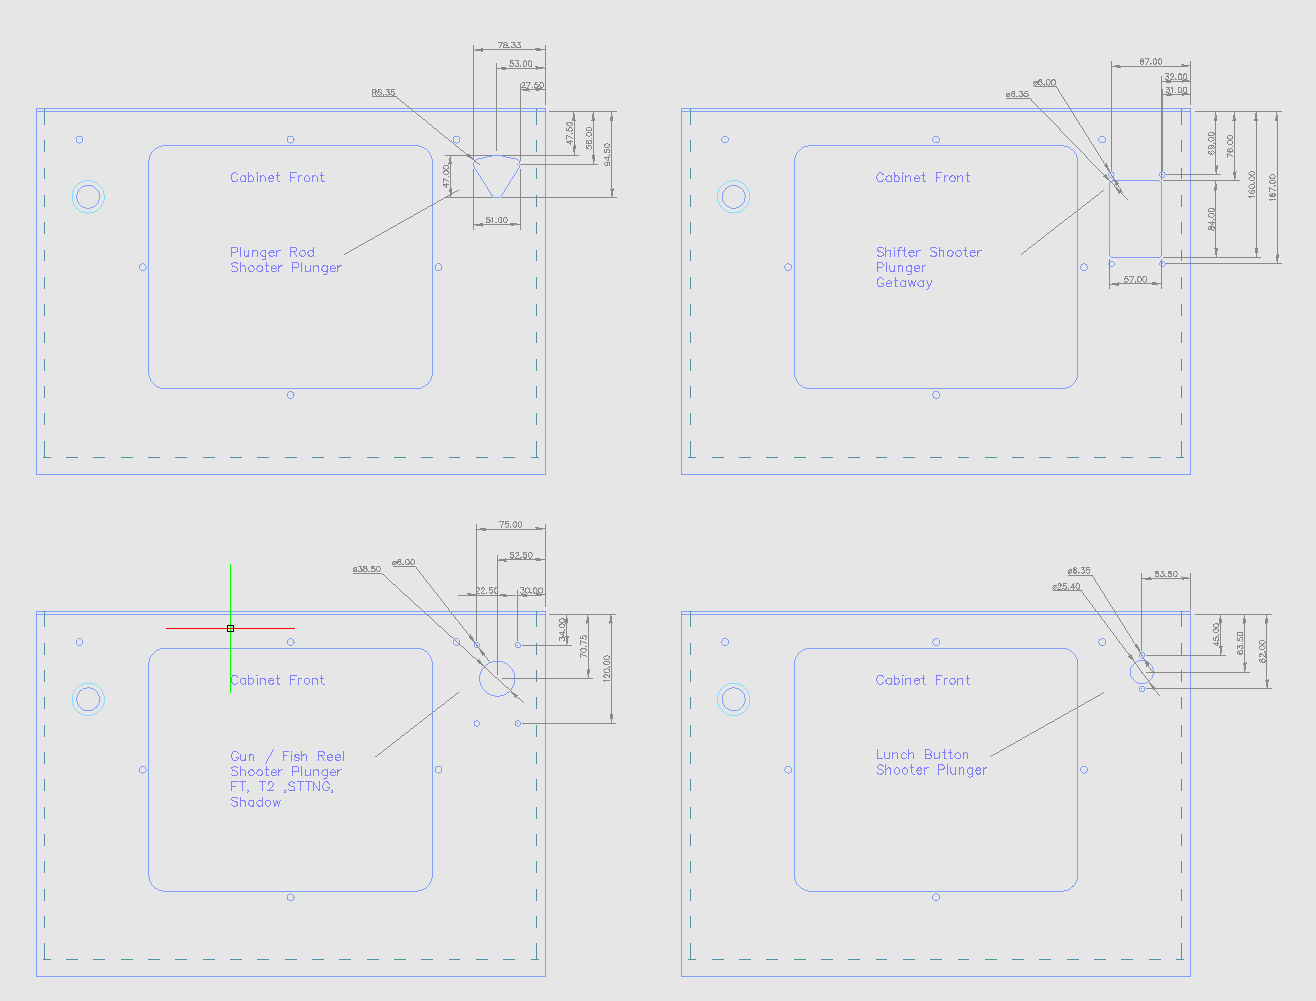 78.33
53.00
27.50
R6.35
47.50
56.00
94.50
47.00
51.00
Cabinet Front
Plunger Rod
Shooter Plunger
87.00
32.00
31.00
ø6.00
ø6.35
69.00
76.00
160.00
167.00
84.00
57.00
Cabinet Front
Shifter Shooter
Plunger
Getaway
75.00
52.50
22.50
30.00
ø6.00
ø38.50
34.00
70.75
120.00
Cabinet Front
Gun / Fish Reel
Shooter Plunger
FT, T2 ,STTNG,
Shadow
53.50
ø6.35
ø25.40
45.00
63.50
82.00
Cabinet Front
Lunch Button
Shooter Plunger